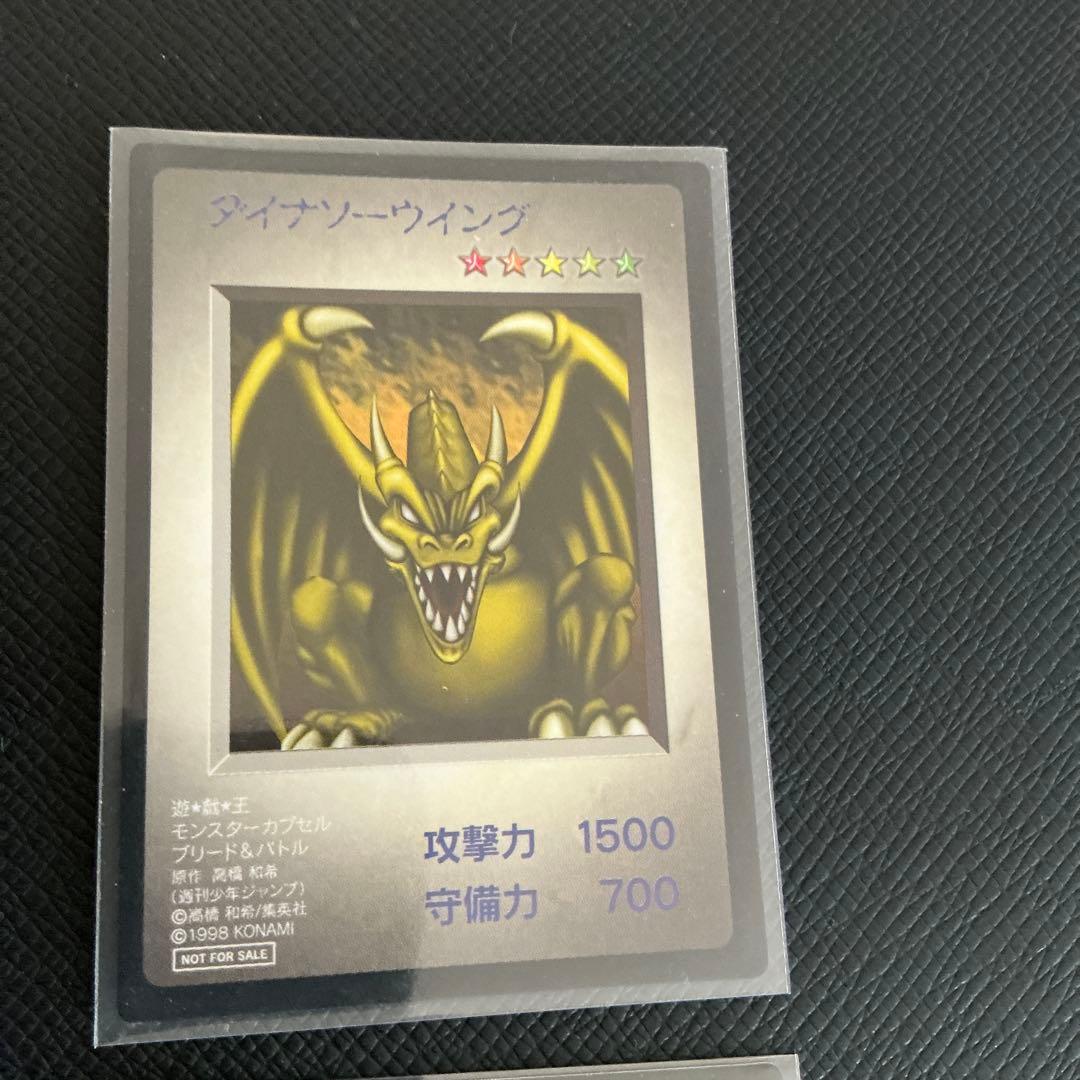 ダイナソーウイング
遊★戯★王
モンスターカプセル
ブリード＆バトル
原作 高橋 和希
(週刊少年ジャンプ)
©高橋 和希/集英社
©1998 KONAMI
NOT FOR SALE
攻撃力 1500
守備力 700